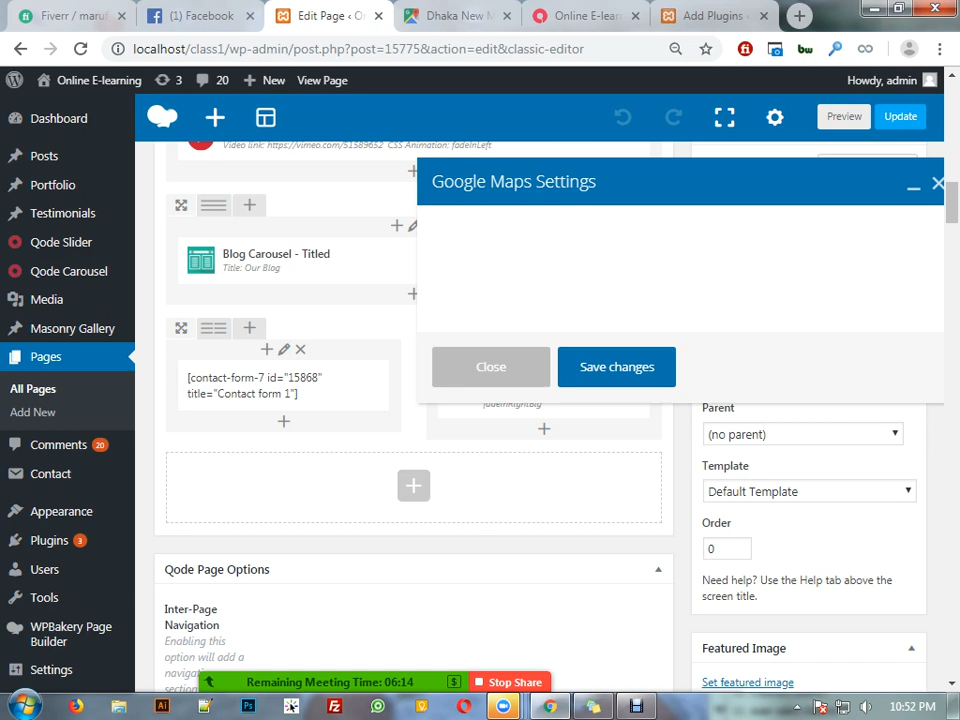 Fiverr / maru
(1) Facebook
Edit Page ‹ O
Dhaka New M
Online E-lear
Add Plugins ‹
localhost/class1/wp-admin/post.php?post=15775&action=edit&classic-editor
Online E-learning
3
20
New
View Page
Howdy, admin
Dashboard
Posts
Portfolio
Testimonials
Qode Slider
Qode Carousel
Media
Masonry Gallery
Pages
All Pages
Add New
Comments 20
Contact
Appearance
Plugins 3
Users
Tools
WPBakery Page
Builder
Settings
Preview
Update
Video link: https://vimeo.com/51589652 CSS Animation: fadeInLeft
Google Maps Settings
Blog Carousel - Titled
Title: Our Blog
Close
Save changes
[contact-form-7 id="15868"
title="Contact form 1"]
fadeInRightBig
Parent
(no parent)
Template
Default Template
Order
0
Need help? Use the Help tab above the
screen title.
Qode Page Options
Inter-Page
Navigation
Enabling this
option will add a
navigati
section
Featured Image
Set featured image
Remaining Meeting Time: 06:14
$
Stop Share
10:52 PM